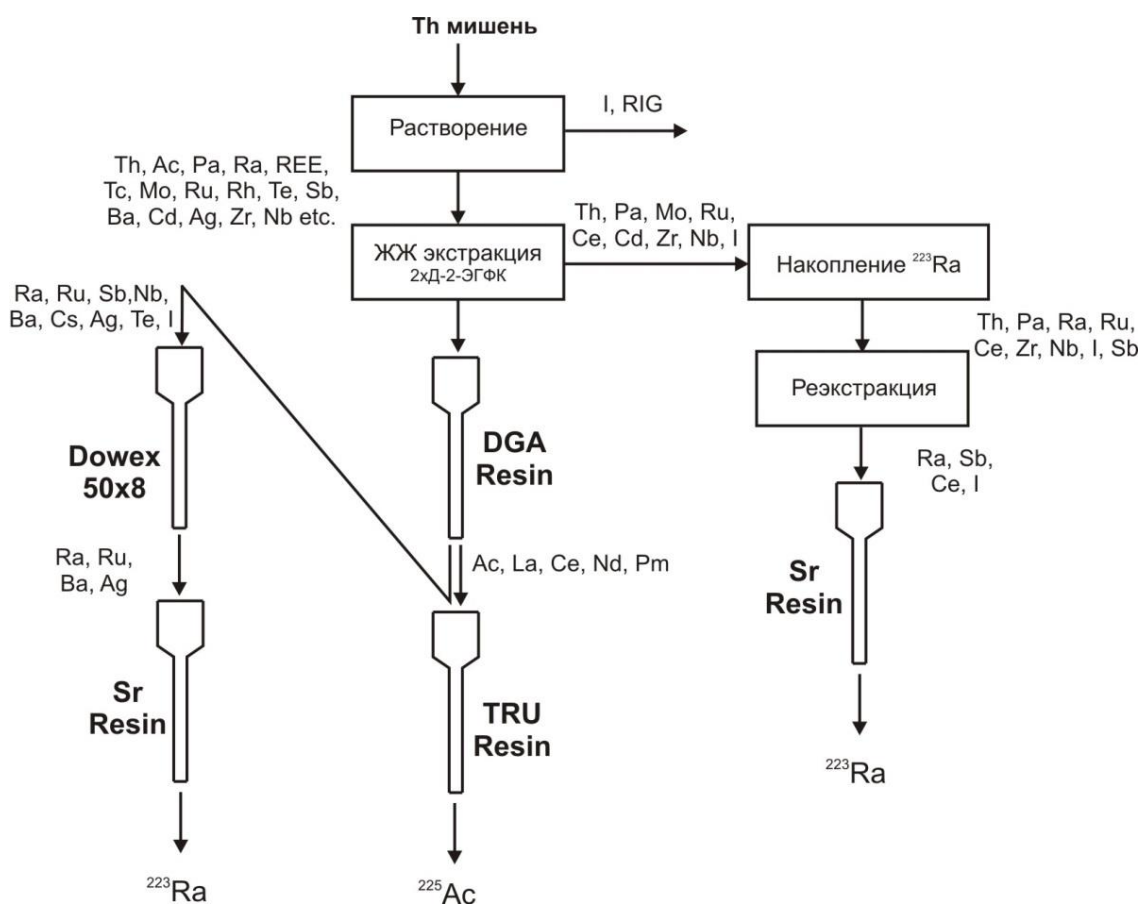 Th мишень
Растворение
I, RIG
Th, Ac, Pa, Ra, REE,
Tc, Mo, Ru, Rh, Te, Sb,
Ba, Cd, Ag, Zr, Nb etc.
ЖЖ экстракция
2хД-2-ЭГФК
Th, Pa, Mo, Ru,
Ce, Cd, Zr, Nb, I
Накопление ²²³Ra
Th, Pa, Ra, Ru,
Ce, Zr, Nb, I, Sb
Реэкстракция
Ra, Sb,
Ce, I
Sr
Resin
²²³Ra
Ra, Ru, Sb,Nb,
Ba, Cs, Ag, Te, I
Dowex
50x8
Ra, Ru,
Ba, Ag
Sr
Resin
²²³Ra
DGA
Resin
Ac, La, Ce, Nd, Pm
TRU
Resin
²²⁵Ac